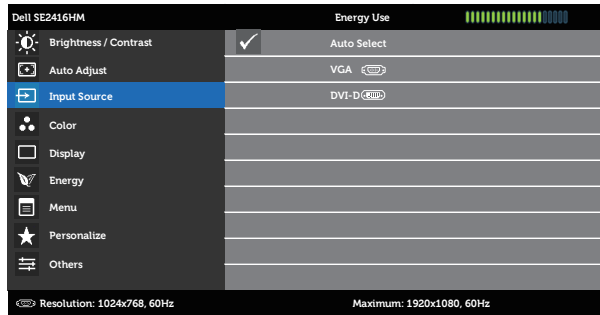 Dell SE2416HM Energy Use
Brightness / Contrast Auto Select
Auto Adjust VGA
Input Source DVI-D
Color
Display
Energy
Menu
Personalize
Others
Resolution: 1024x768, 60Hz Maximum: 1920x1080, 60Hz